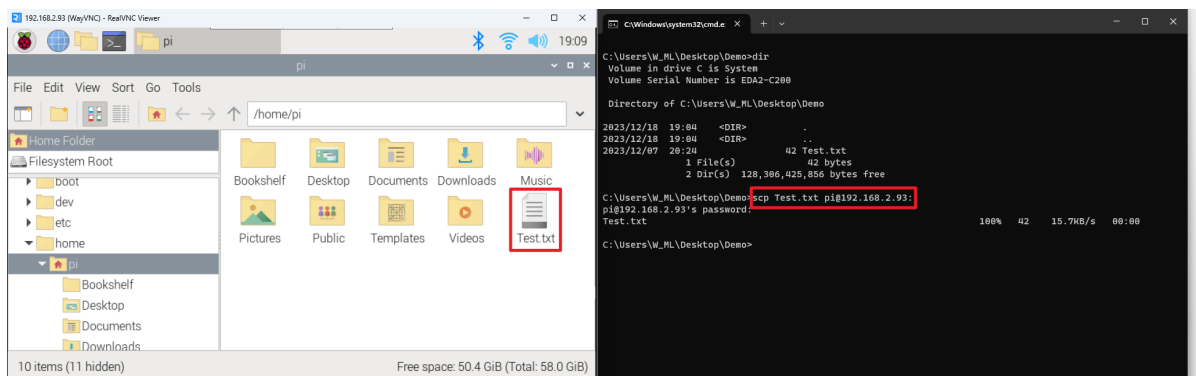 192.168.2.93 (WayVNC) - RealVNC Viewer
pi
19:09
pi
File Edit View Sort Go Tools
/home/pi
Home Folder
Filesystem Root
boot
dev
etc
home
pi
Bookshelf
Desktop
Documents
Downloads
Bookshelf Desktop Documents Downloads Music
Pictures Public Templates Videos Test.txt
10 items (11 hidden) Free space: 50.4 GiB (Total: 58.0 GiB)
C:\Windows\system32\cmd.e:
C:\Users\W_ML\Desktop\Demo>dir
Volume in drive C is System
Volume Serial Number is EDA2-C200
Directory of C:\Users\W_ML\Desktop\Demo
2023/12/18 19:04 <DIR> .
2023/12/18 19:04 <DIR> ..
2023/12/07 20:24 42 Test.txt
1 File(s) 42 bytes
2 Dir(s) 128,306,425,856 bytes free
C:\Users\W_ML\Desktop\Demo>scp Test.txt pi@192.168.2.93:
pi@192.168.2.93's password:
Test.txt 100% 42 15.7KB/s 00:00
C:\Users\W_ML\Desktop\Demo>